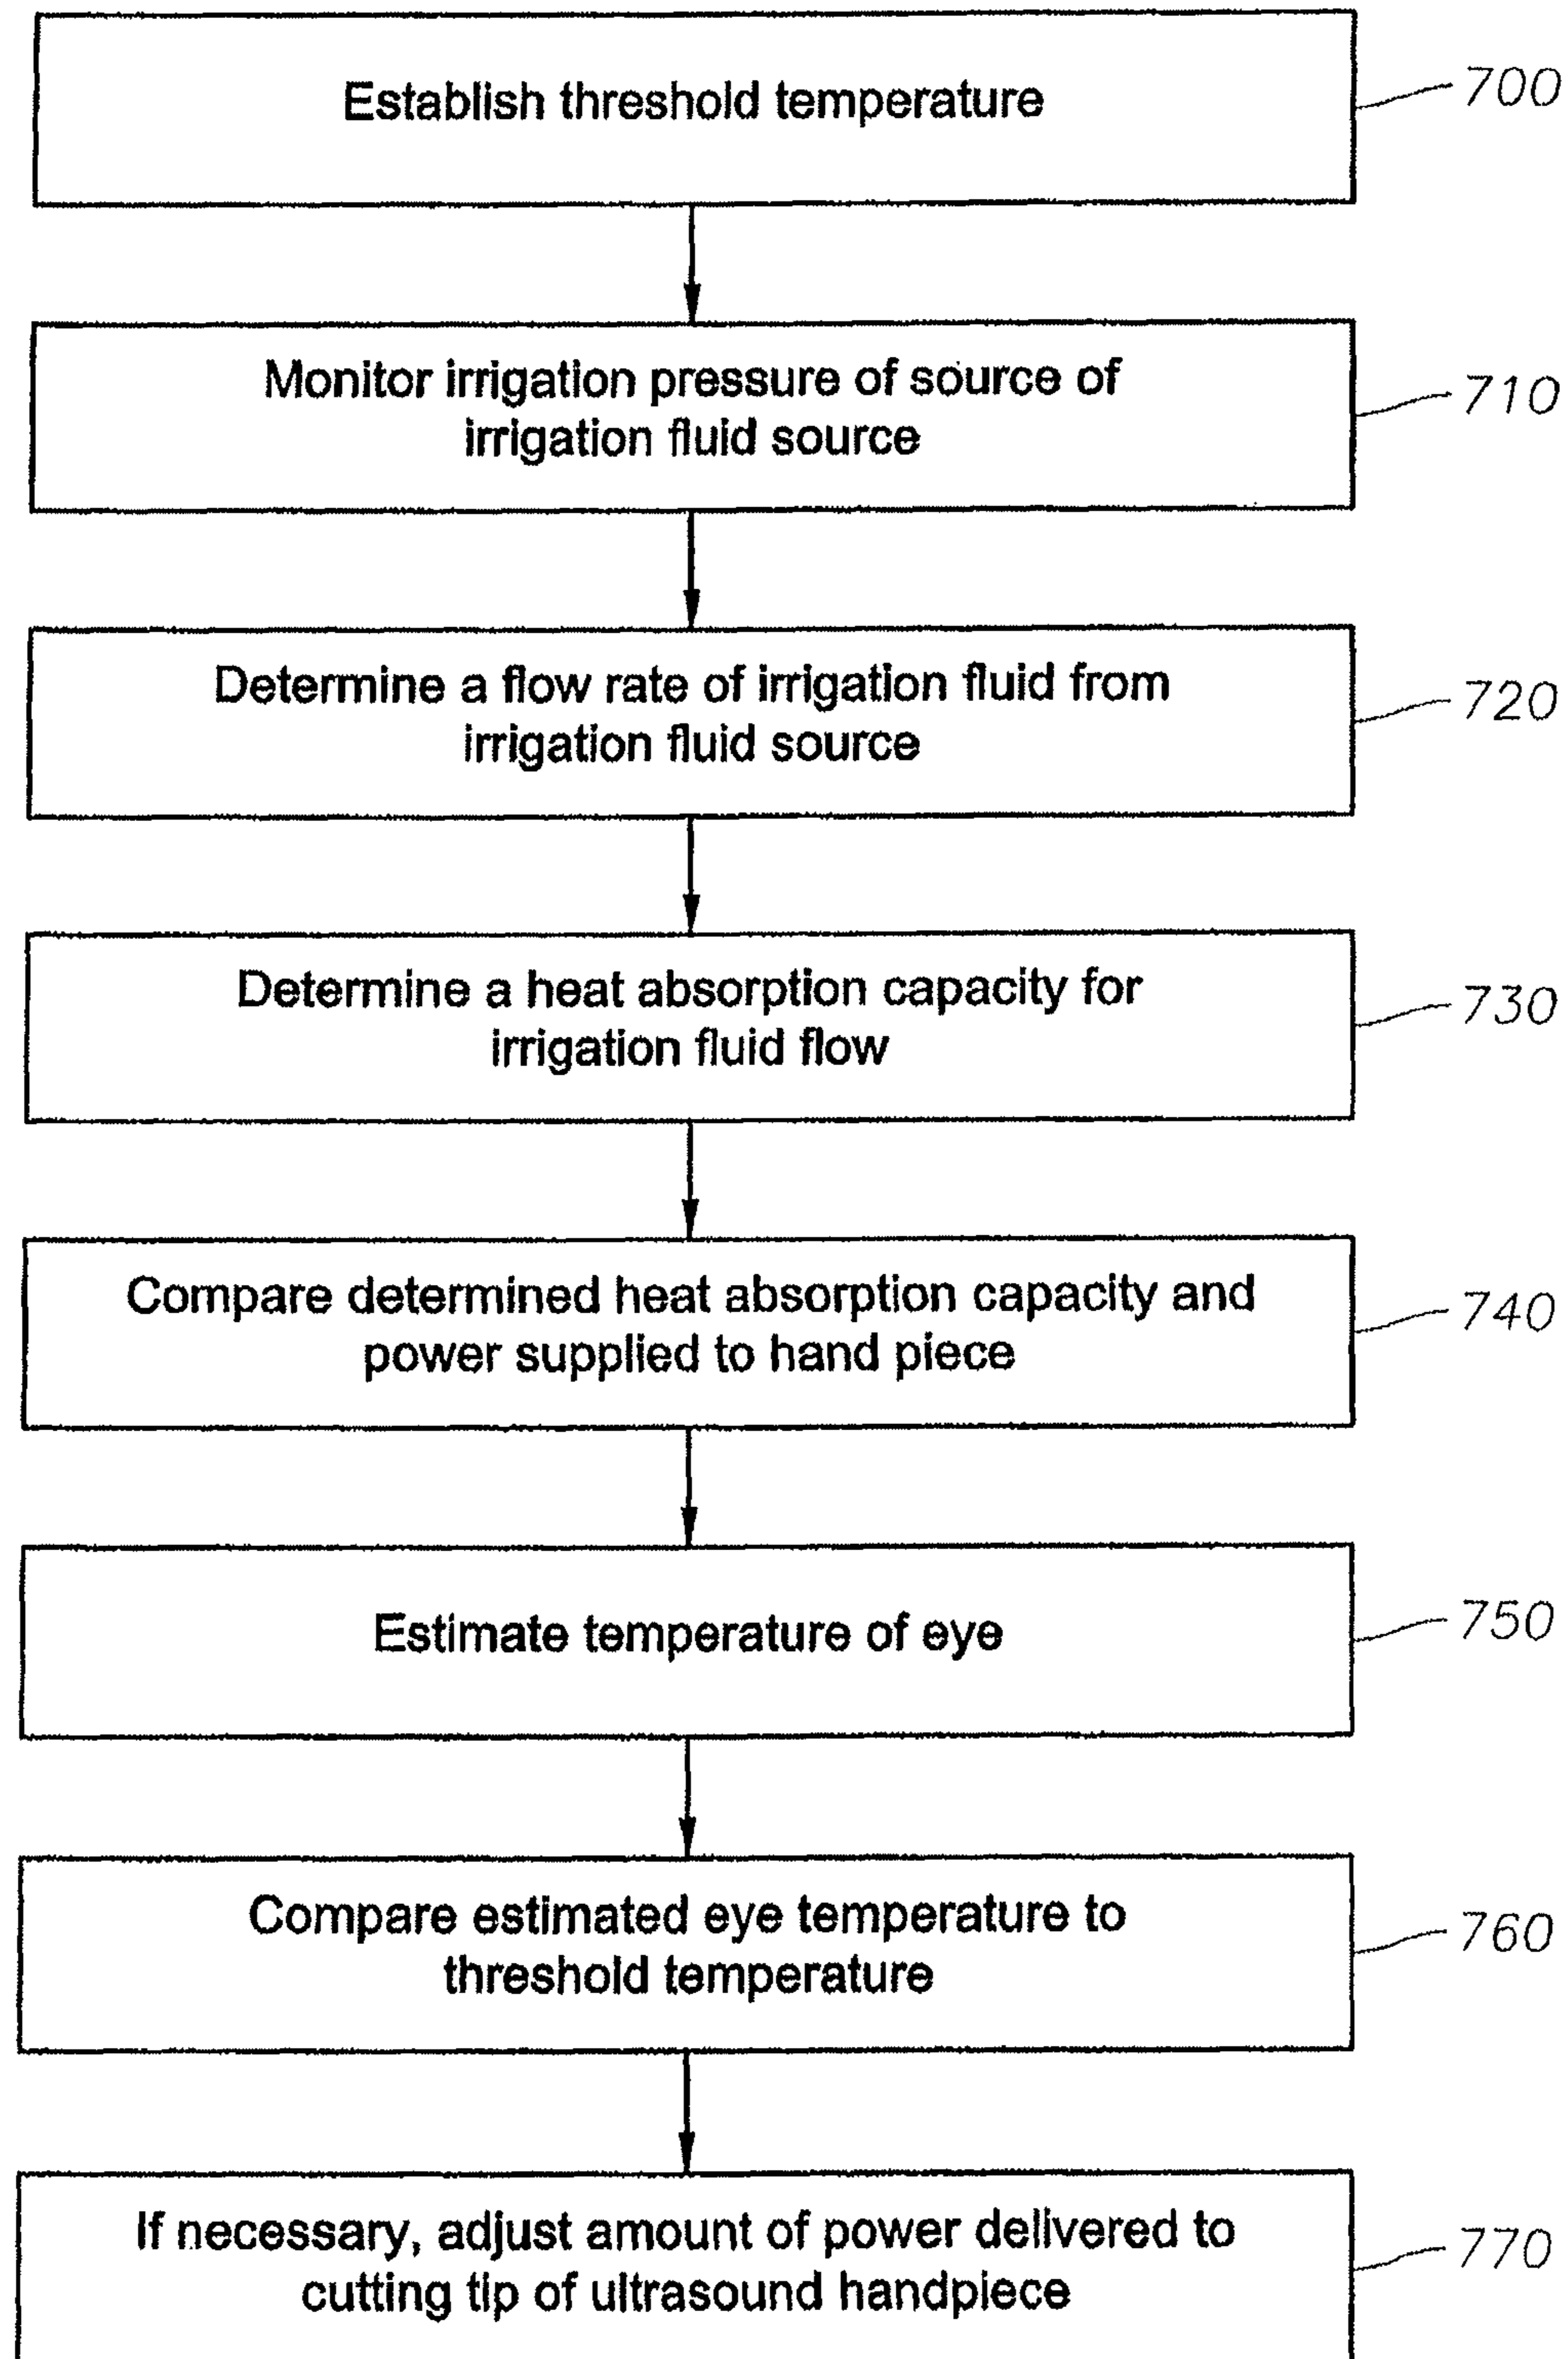 Establish threshold temperature
700
Monitor irrigation pressure of source of
irrigation fluid source
710
Determine a flow rate of irrigation fluid from
irrigation fluid source
720
Determine a heat absorption capacity for
irrigation fluid flow
730
Compare determined heat absorption capacity and
power supplied to hand piece
740
Estimate temperature of eye
750
Compare estimated eye temperature to
threshold temperature
760
If necessary, adjust amount of power delivered to
cutting tip of ultrasound handpiece
770